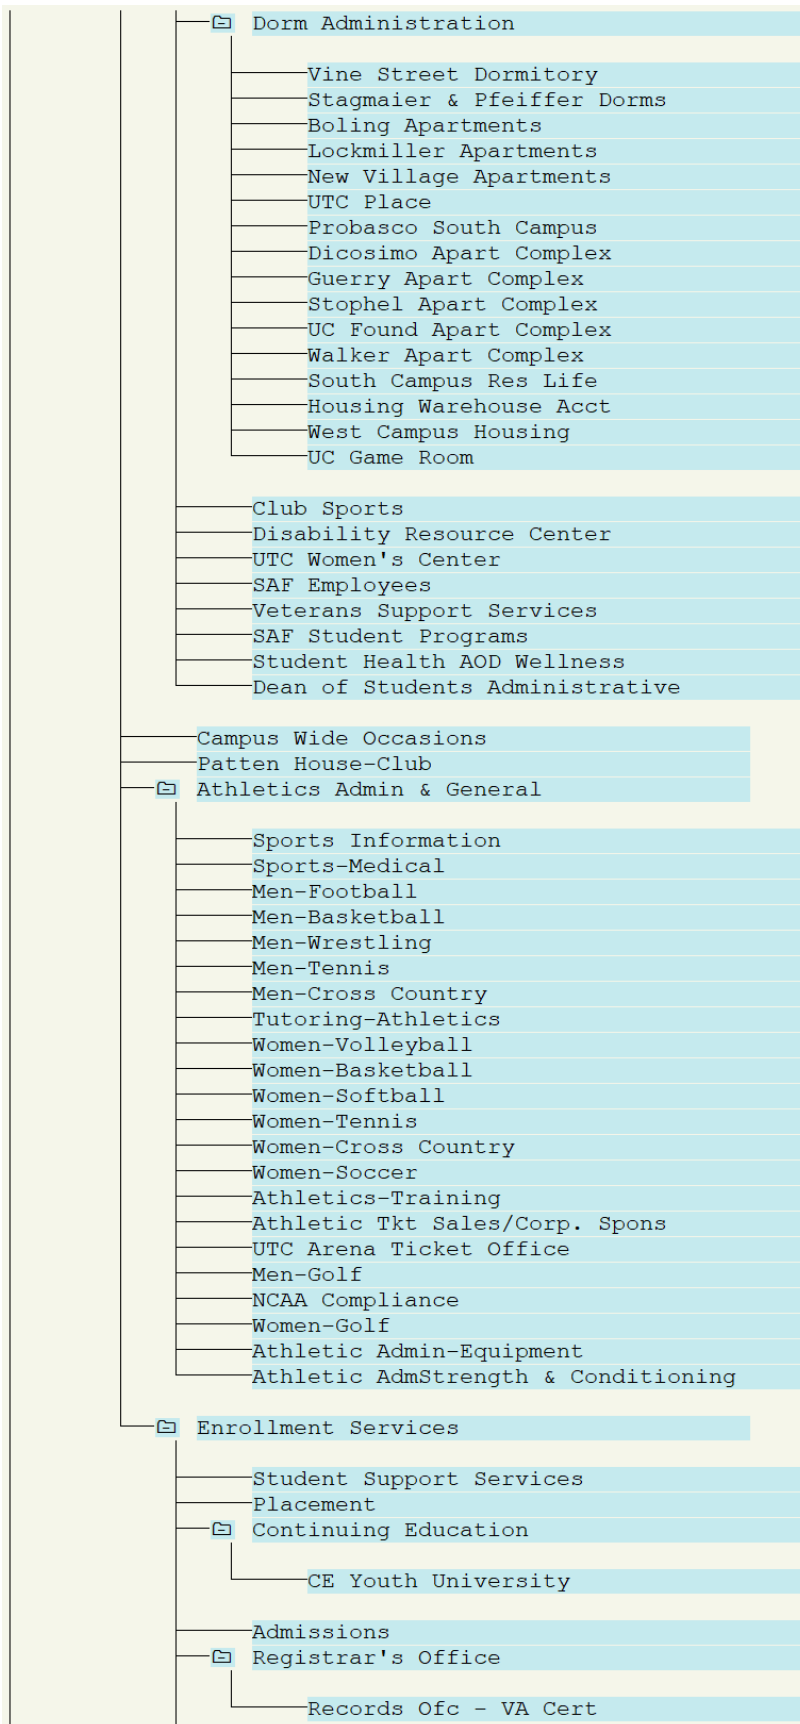 Dorm Administration
Vine Street Dormitory
Stagmaier & Pfeiffer Dorms
Boling Apartments
Lockmiller Apartments
New Village Apartments
UTC Place
Probasco South Campus
Dicosimo Apart Complex
Guerry Apart Complex
Stophel Apart Complex
UC Found Apart Complex
Walker Apart Complex
South Campus Res Life
Housing Warehouse Acct
West Campus Housing
UC Game Room
Club Sports
Disability Resource Center
UTC Women's Center
SAF Employees
Veterans Support Services
SAF Student Programs
Student Health AOD Wellness
Dean of Students Administrative
Campus Wide Occasions
Patten House-Club
Athletics Admin & General
Sports Information
Sports-Medical
Men-Football
Men-Basketball
Men-Wrestling
Men-Tennis
Men-Cross Country
Tutoring-Athletics
Women-Volleyball
Women-Basketball
Women-Softball
Women-Tennis
Women-Cross Country
Women-Soccer
Athletics-Training
Athletic Tkt Sales/Corp. Spons
UTC Arena Ticket Office
Men-Golf
NCAA Compliance
Women-Golf
Athletic Admin-Equipment
Athletic AdmStrength & Conditioning
Enrollment Services
Student Support Services
Placement
Continuing Education
CE Youth University
Admissions
Registrar's Office
Records Ofc - VA Cert